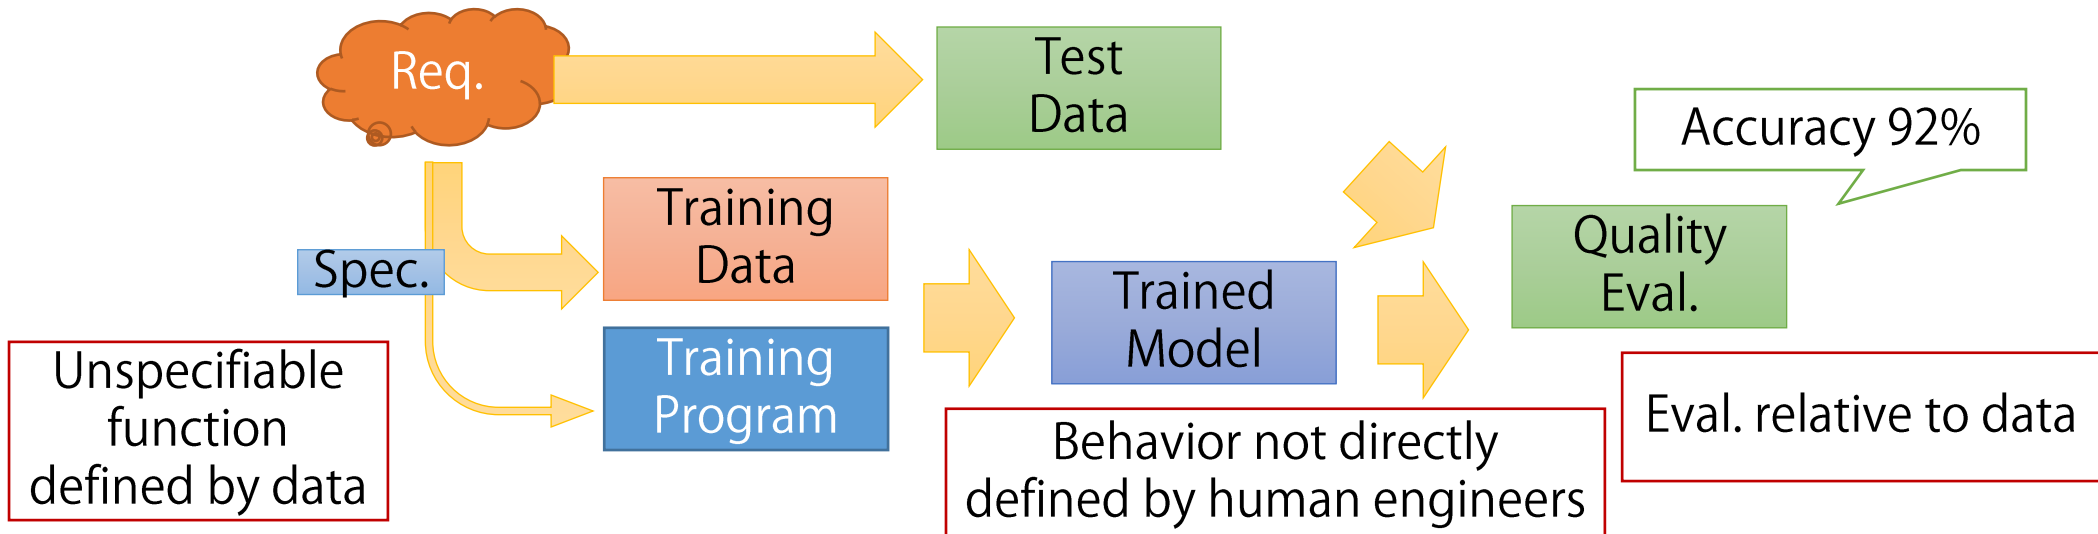 Req.
Test
Data
Accuracy 92%
Training
Data
Spec.
Quality
Eval.
Trained
Model
Training
Program
Unspecifiable
function
defined by data
Behavior not directly
defined by human engineers
Eval. relative to data